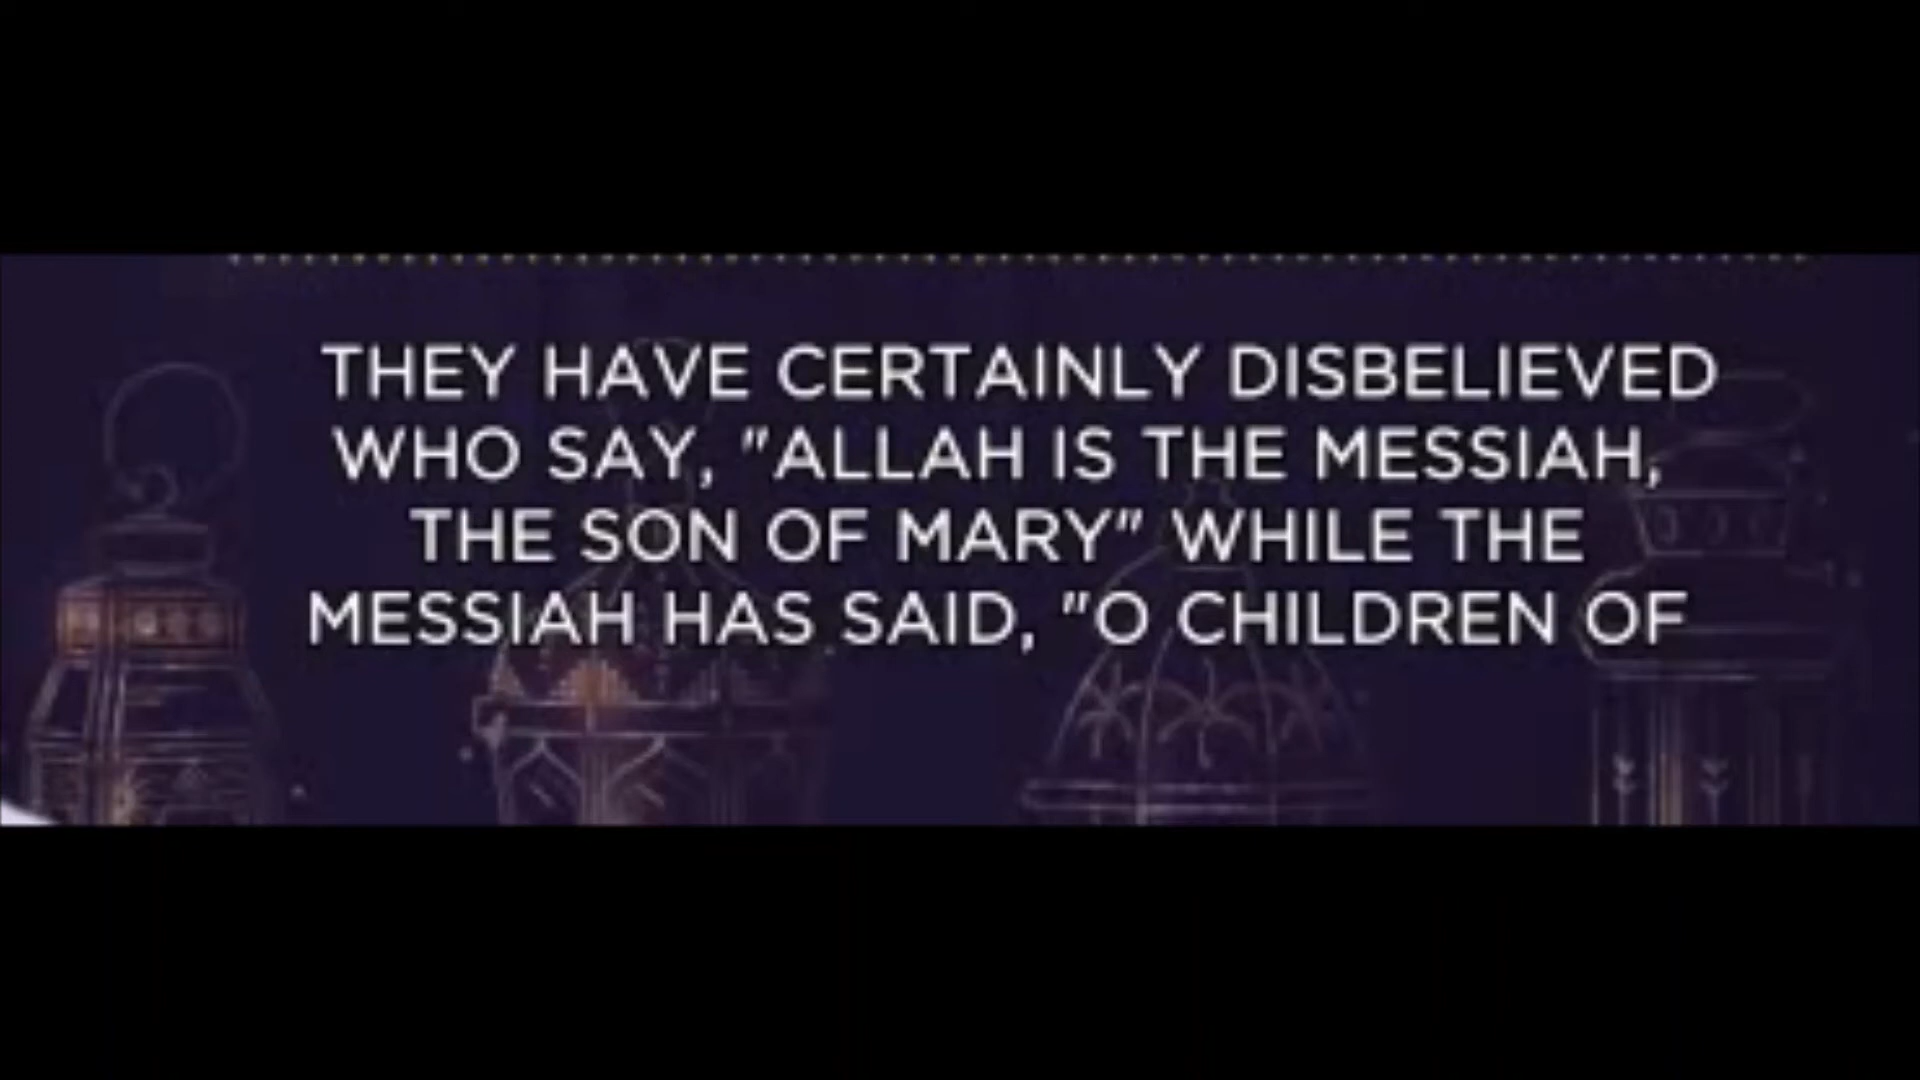 THEY HAVE CERTAINLY DISBELIEVED
WHO SAY, "ALLAH IS THE MESSIAH,
THE SON OF MARY" WHILE THE
MESSIAH HAS SAID, "O CHILDREN OF